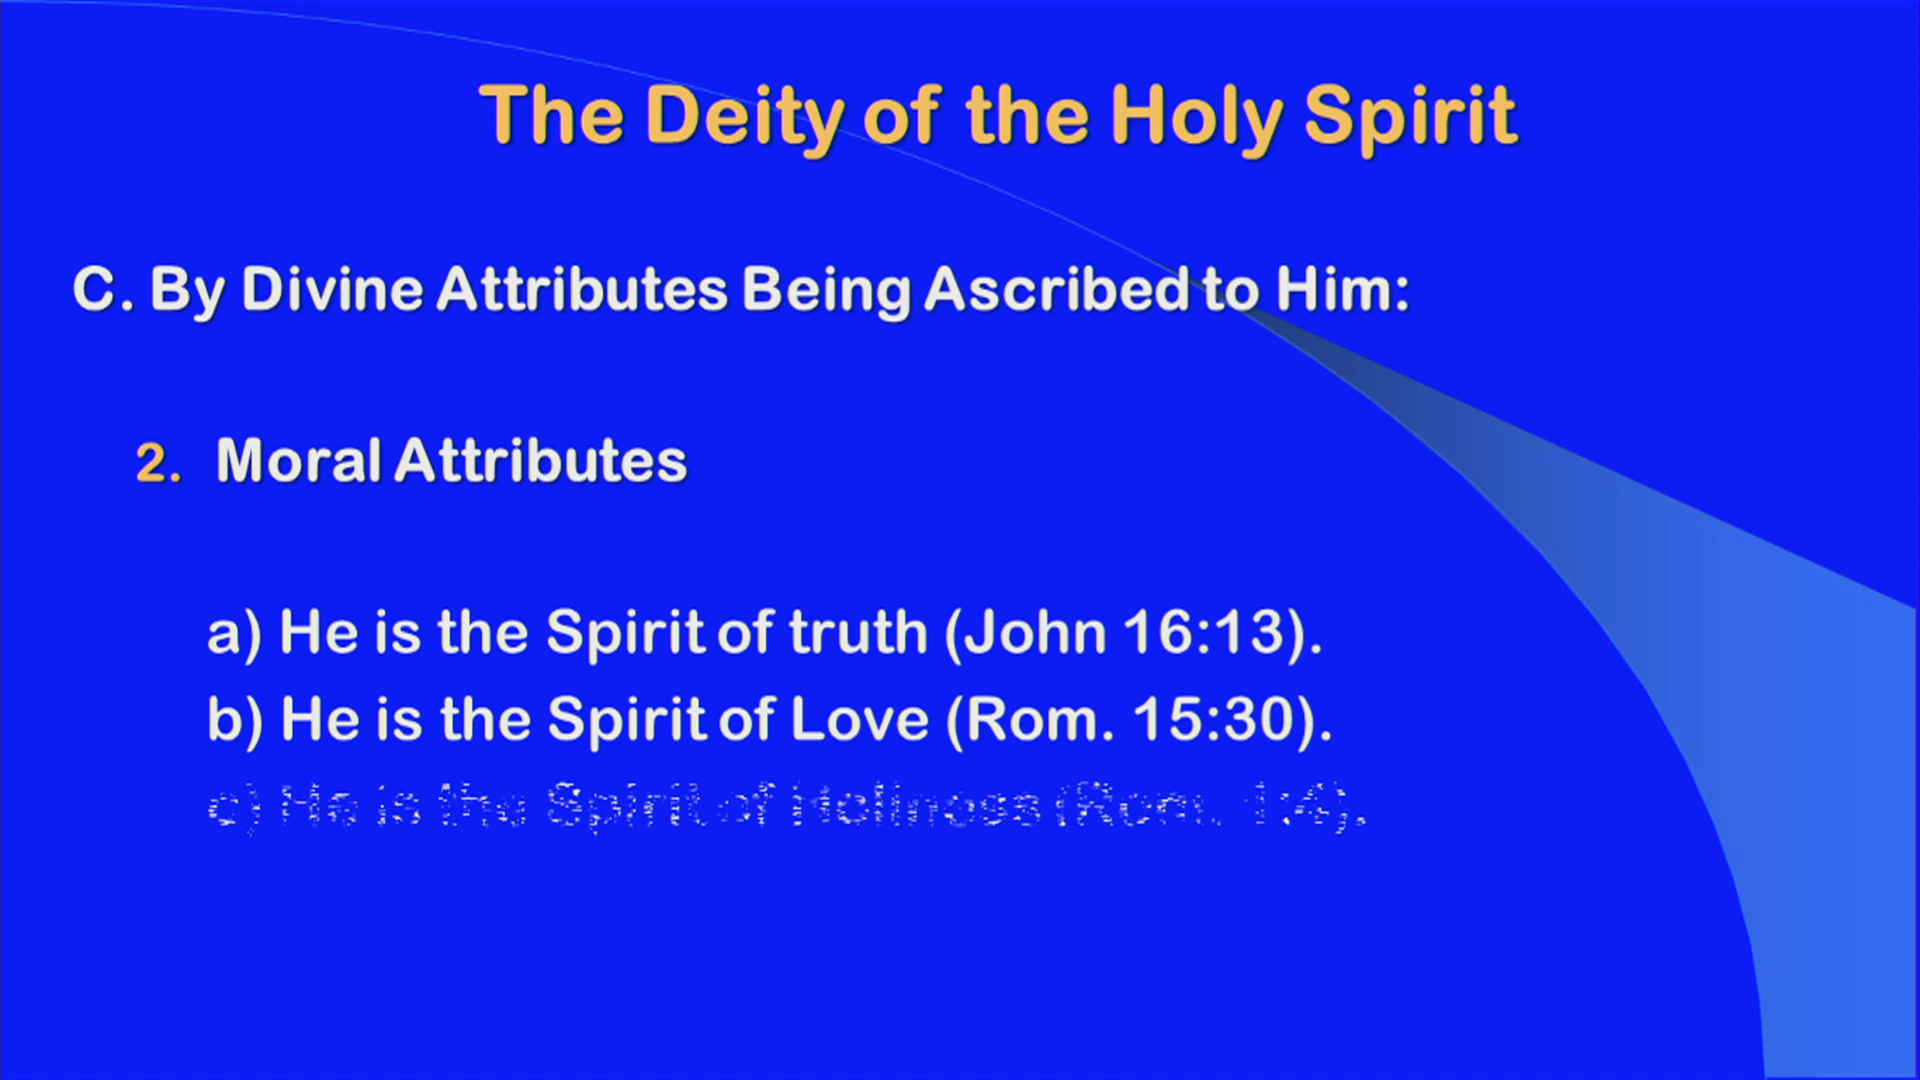 The Deity of the Holy Spirit
C. By Divine Attributes Being Ascribed to Him:
2. Moral Attributes
a) He is the Spirit of truth (John 16:13).
b) He is the Spirit of Love (Rom. 15:30).
c) He is the Spirit of Holiness (Rom. 1:4).